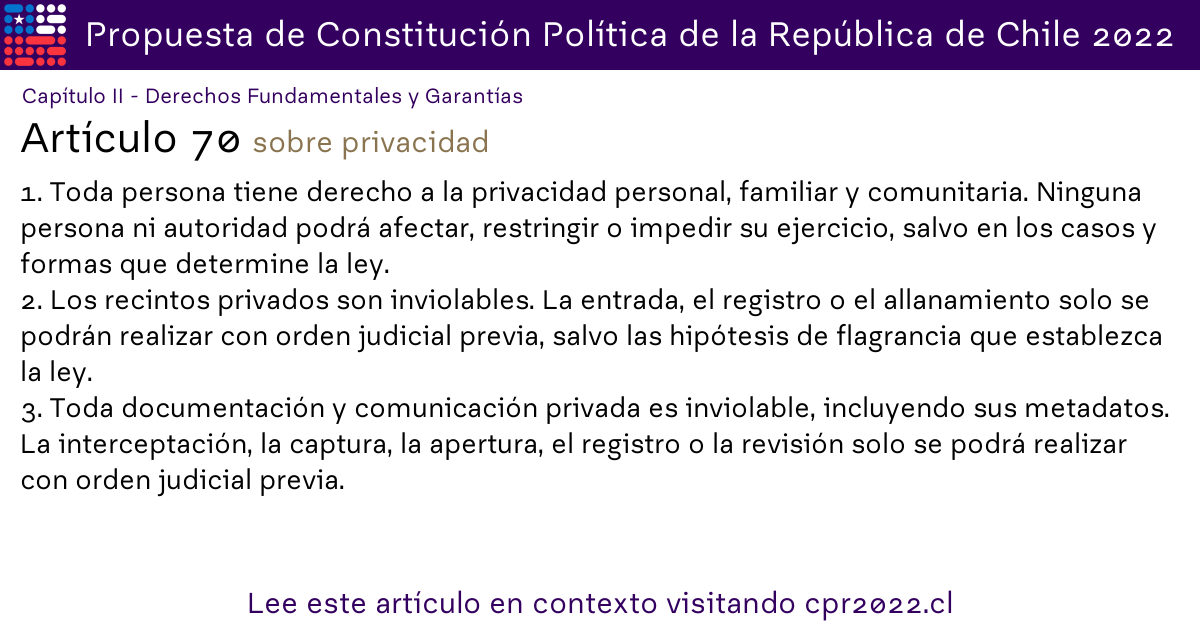 Propuesta de Constitución Política de la República de Chile 2022
Capítulo II - Derechos Fundamentales y Garantías
Artículo 70 sobre privacidad
1. Toda persona tiene derecho a la privacidad personal, familiar y comunitaria. Ninguna
persona ni autoridad podrá afectar, restringir o impedir su ejercicio, salvo en los casos y
formas que determine la ley.
2. Los recintos privados son inviolables. La entrada, el registro o el allanamiento solo se
podrán realizar con orden judicial previa, salvo las hipótesis de flagrancia que establezca
la ley.
3. Toda documentación y comunicación privada es inviolable, incluyendo sus metadatos.
La interceptación, la captura, la apertura, el registro o la revisión solo se podrá realizar
con orden judicial previa.
Lee este artículo en contexto visitando cpr2022.cl